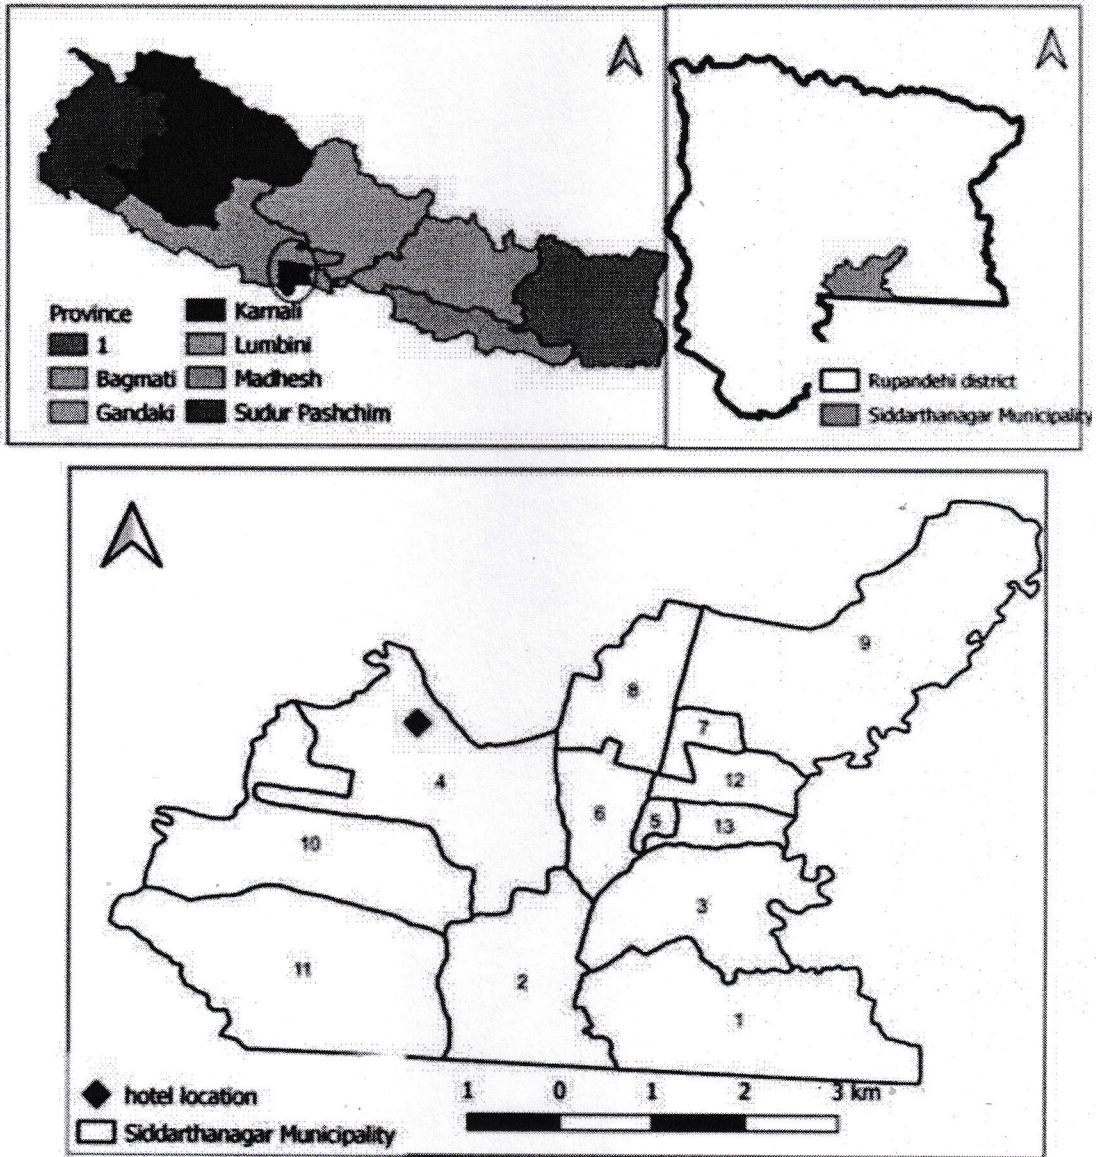 Province
1
Bagmati
Gandaki
Karnali
Lumbini
Madhesh
Sudur Pashchim
Rupandehi district
Siddarthanagar Municipality
9
8
7
4
12
6
5
13
10
3
11
2
1
hotel location
Siddarthanagar Municipality
1 0 1 2 3 km